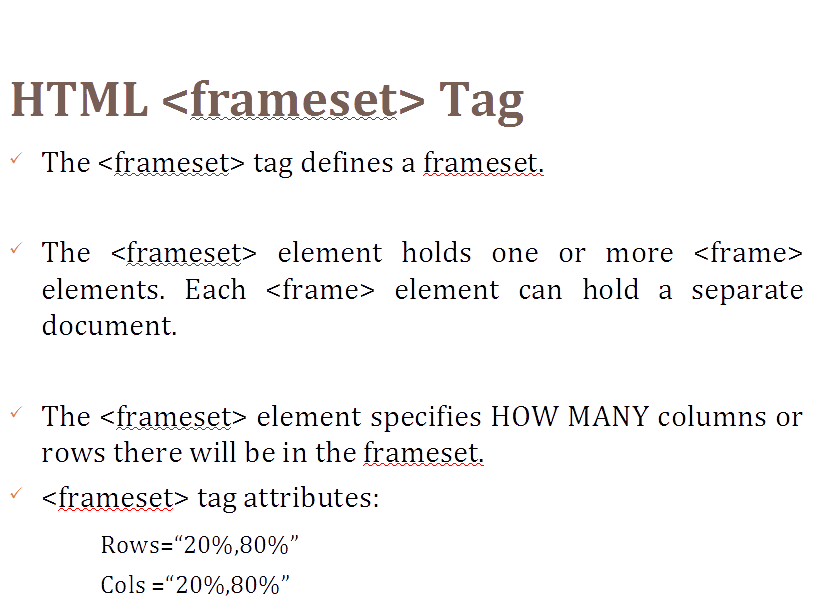 HTML <frameset> Tag
✓ The <frameset> tag defines a frameset.
✓ The <frameset> element holds one or more <frame>
elements. Each <frame> element can hold a separate
document.
✓ The <frameset> element specifies HOW MANY columns or
rows there will be in the frameset.
✓ <frameset> tag attributes:
Rows=“20%,80%”
Cols =“20%,80%”